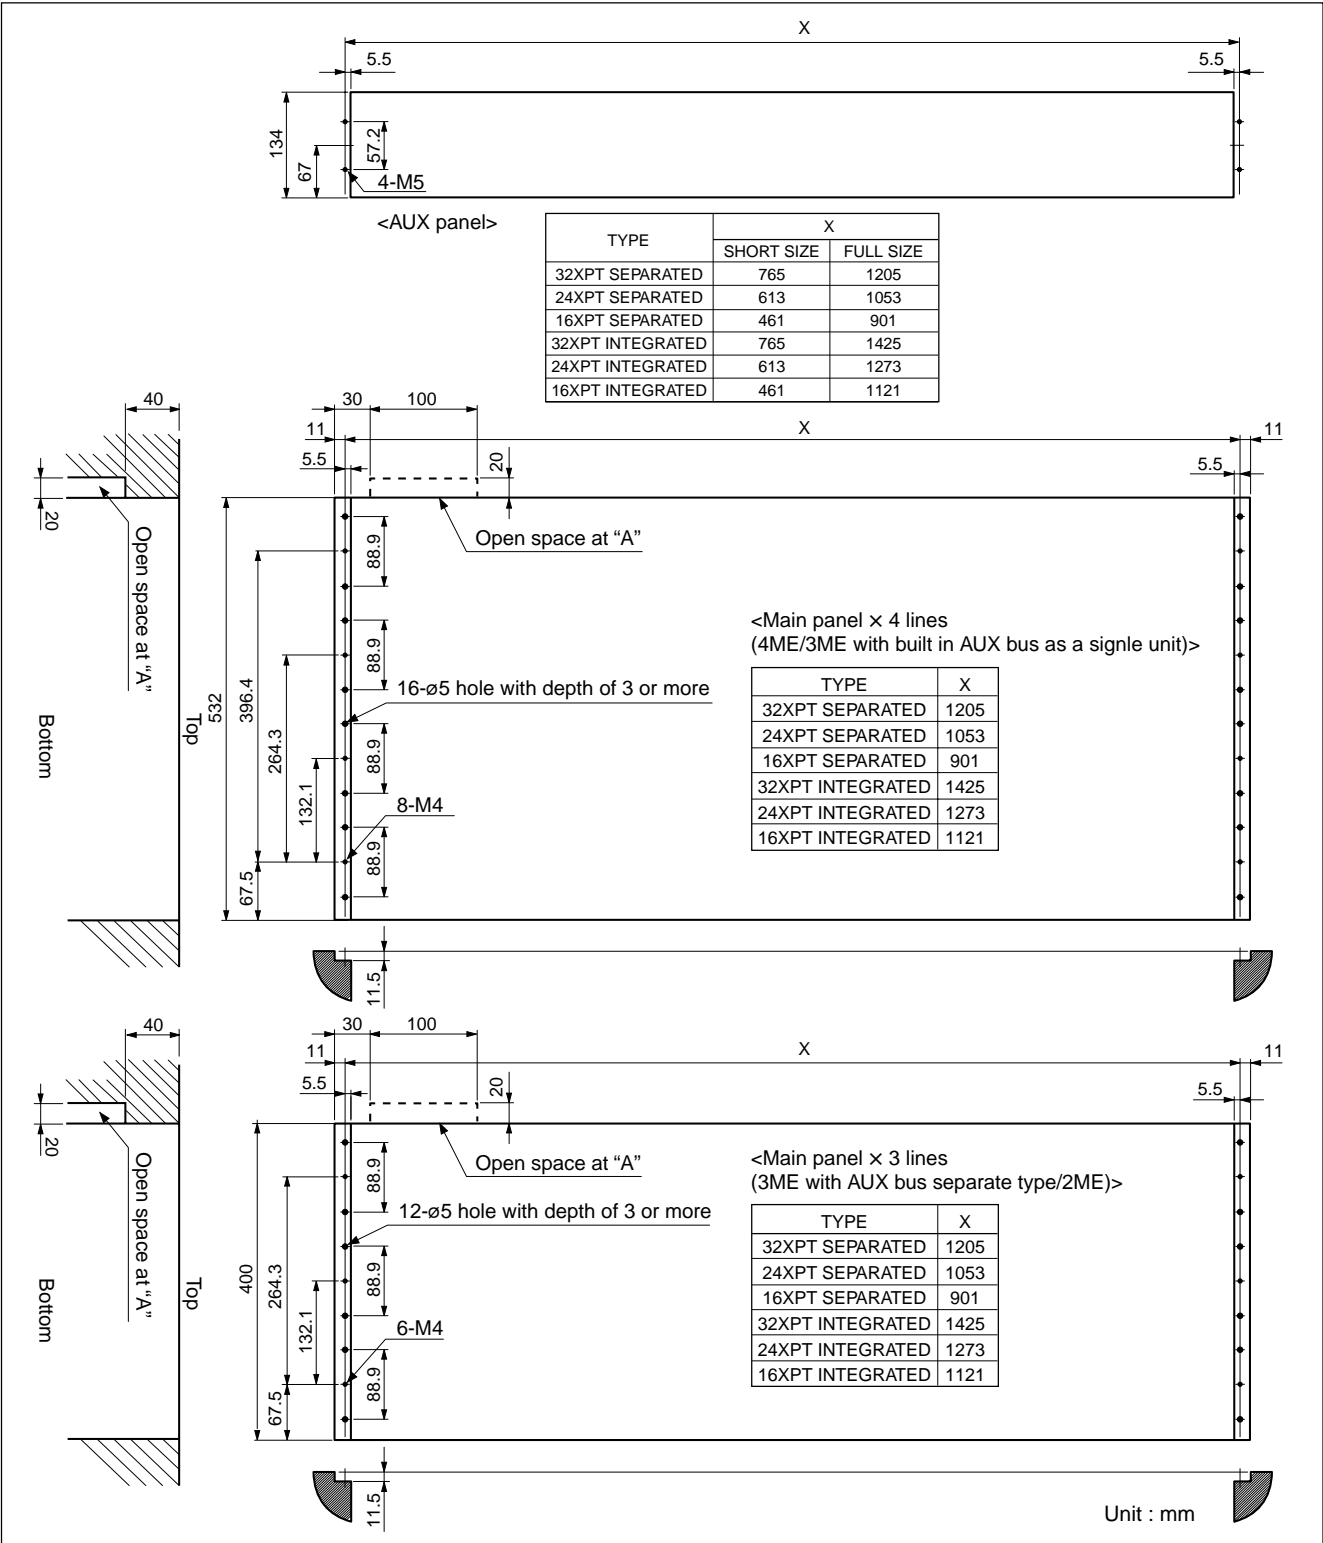 X
5.5
5.5
134
67
57.2
4-M5
<AUX panel>
TYPE X
SHORT SIZE FULL SIZE
32XPT SEPARATED 765 1205
24XPT SEPARATED 613 1053
16XPT SEPARATED 461 901
32XPT INTEGRATED 765 1425
24XPT INTEGRATED 613 1273
16XPT INTEGRATED 461 1121
40
30
100
11
X
11
5.5
20
5.5
20
Open space at “A”
Open space at “A”
88.9
88.9
88.9
88.9
<Main panel × 4 lines
(4ME/3ME with built in AUX bus as a signle unit)>
16-ø5 hole with depth of 3 or more
TYPE X
32XPT SEPARATED 1205
24XPT SEPARATED 1053
16XPT SEPARATED 901
32XPT INTEGRATED 1425
24XPT INTEGRATED 1273
16XPT INTEGRATED 1121
Bottom
Top
532
396.4
264.3
132.1
67.5
8-M4
11.5
40
30
100
11
X
11
5.5
20
5.5
20
Open space at “A”
Open space at “A”
88.9
88.9
88.9
<Main panel × 3 lines
(3ME with AUX bus separate type/2ME)>
12-ø5 hole with depth of 3 or more
TYPE X
32XPT SEPARATED 1205
24XPT SEPARATED 1053
16XPT SEPARATED 901
32XPT INTEGRATED 1425
24XPT INTEGRATED 1273
16XPT INTEGRATED 1121
Bottom
Top
400
264.3
132.1
67.5
6-M4
11.5
Unit : mm